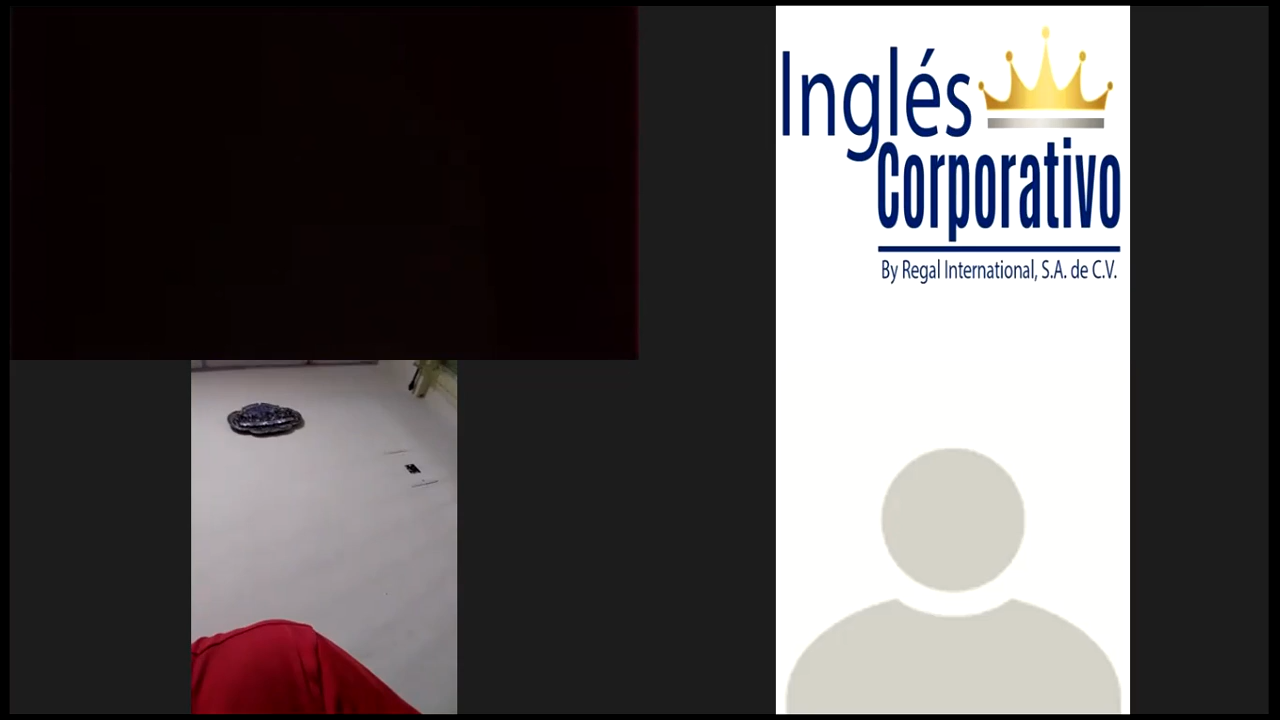 Inglés
Corporativo
By Regal International, S.A. de C.V.